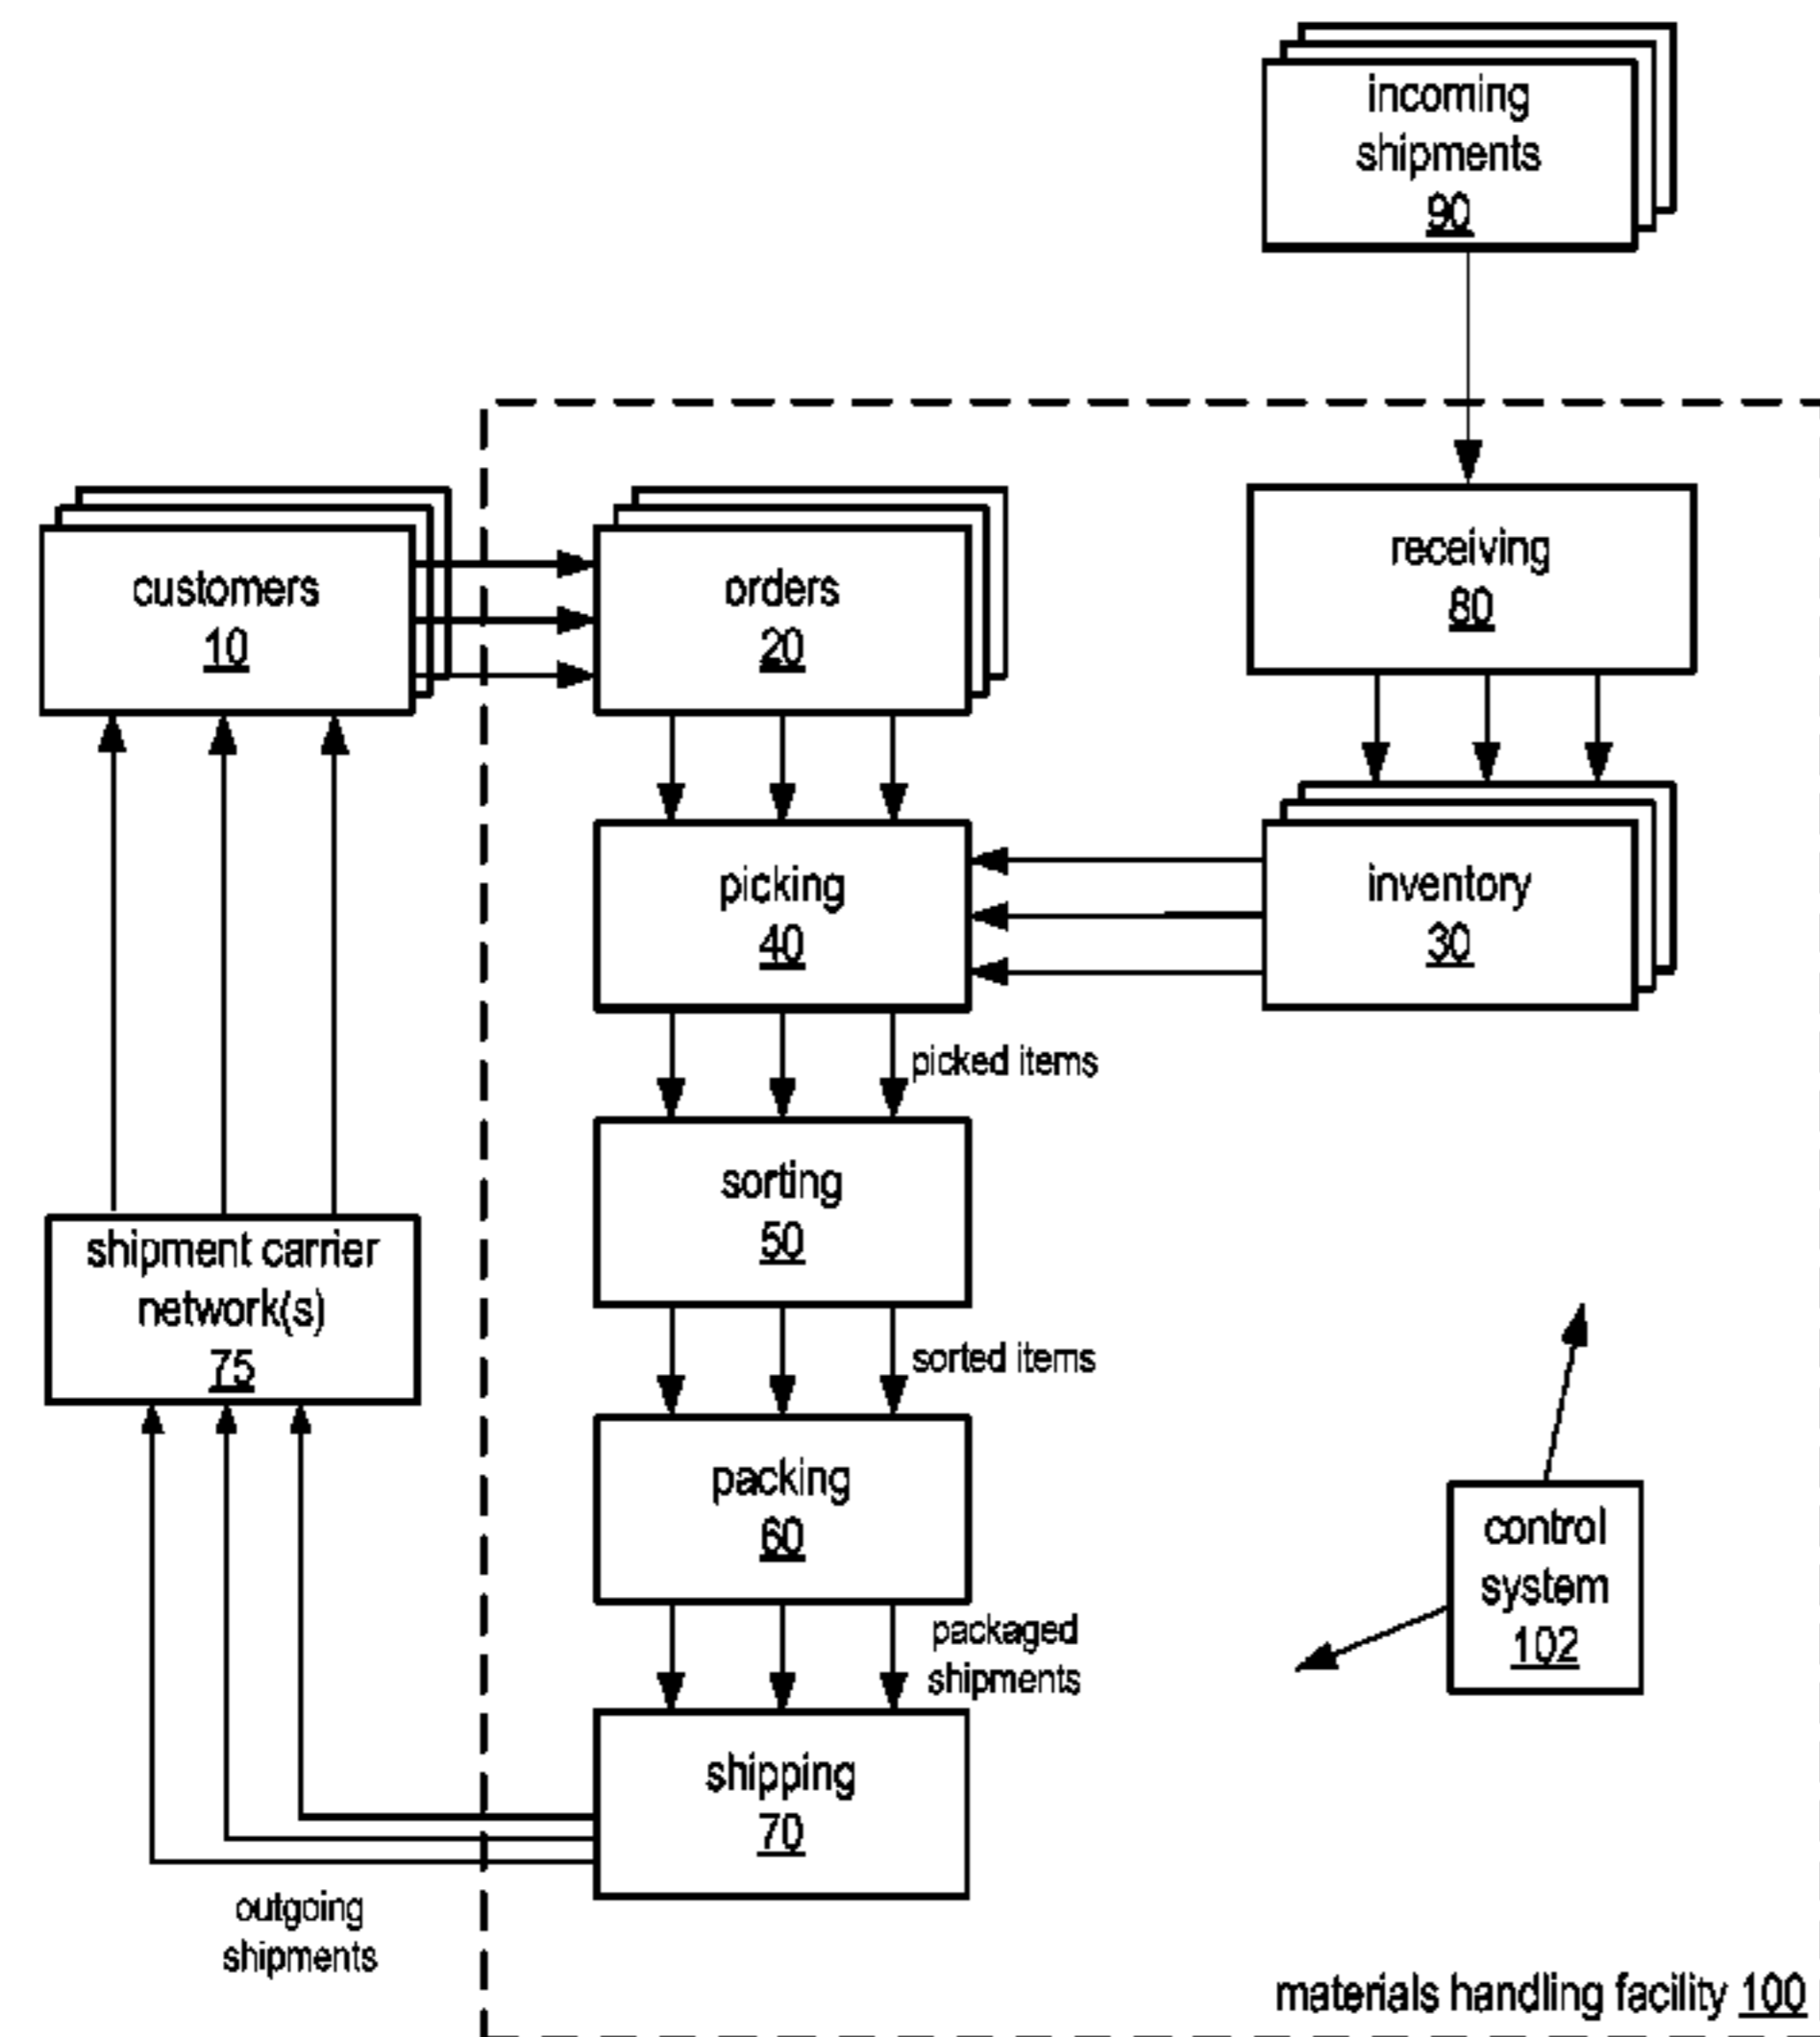 incoming
shipments
90
customers
10
orders
20
receiving
80
picking
40
inventory
30
picked items
sorting
50
shipment carrier
network(s)
75
sorted items
packing
60
control
system
102
packaged
shipments
shipping
70
outgoing
shipments
materials handling facility 100